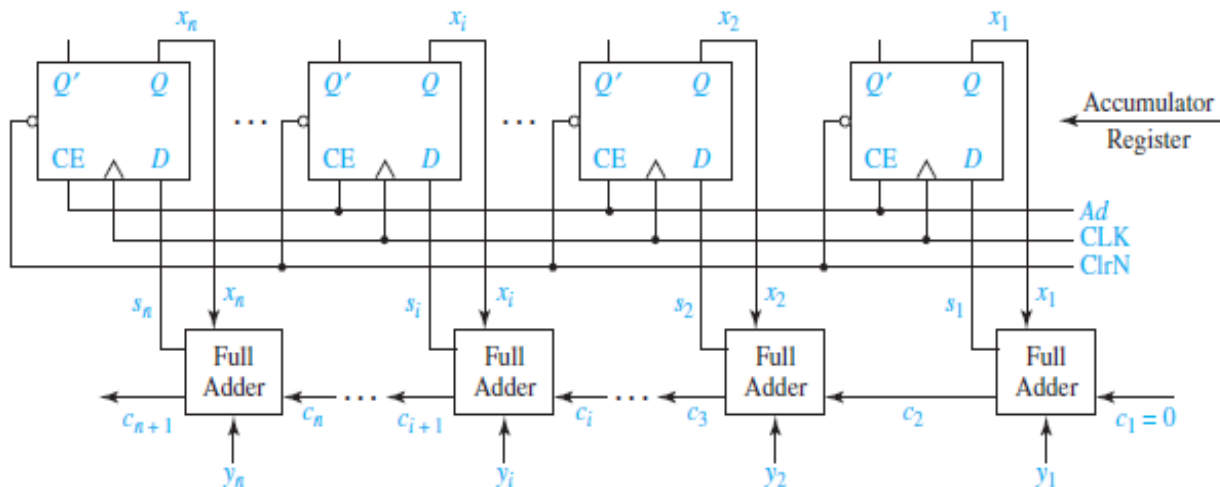 xₙ xᵢ x₂ x₁
Q′ Q Q′ Q Q′ Q Q′ Q
... ...
Accumulator
Register
CE D CE D CE D CE D
Ad
CLK
ClrN
sₙ xₙ sᵢ xᵢ s₂ x₂ s₁ x₁
Full Full Full Full
Adder Adder Adder Adder
... ...
cₙ₊₁ cₙ cᵢ₊₁ cᵢ c₃ c₂ c₁ = 0
yₙ yᵢ y₂ y₁